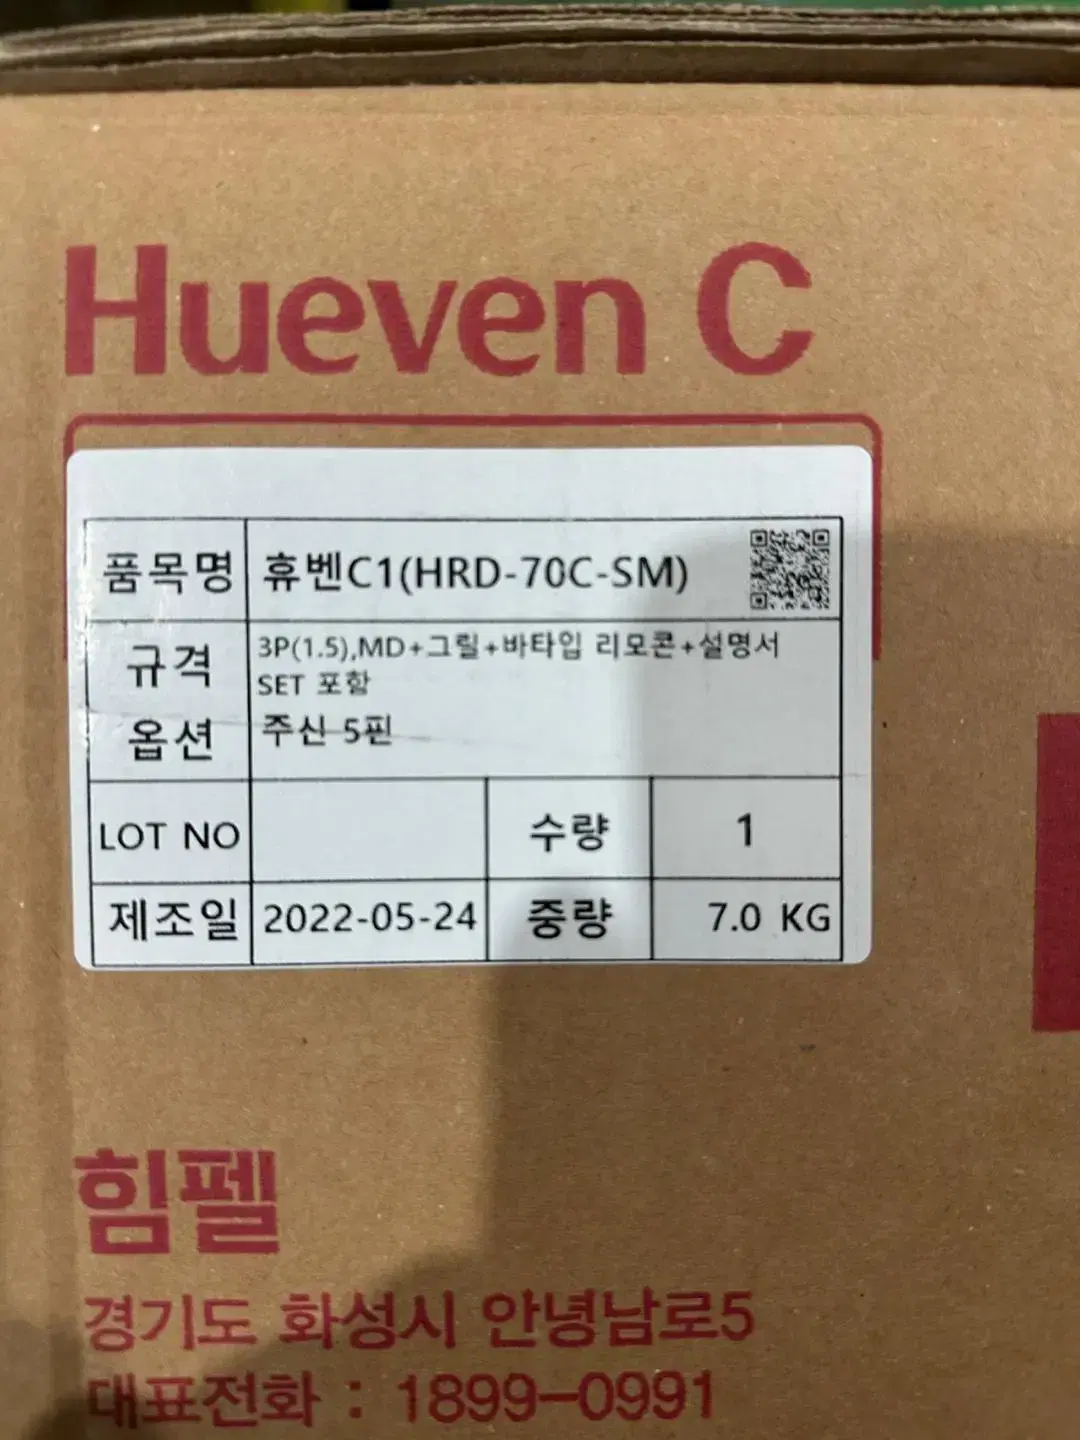 Hueven C
품목명 휴벤C1(HRD-70C-SM)
규격 3P(1.5),MD+그릴+바타입 리모콘+설명서
SET 포함
옵션 주신 5핀
LOT NO 수량 1
제조일 2022-05-24 중량 7.0 KG
힘펠
경기도 화성시 안녕남로5
대표전화 : 1899-0991